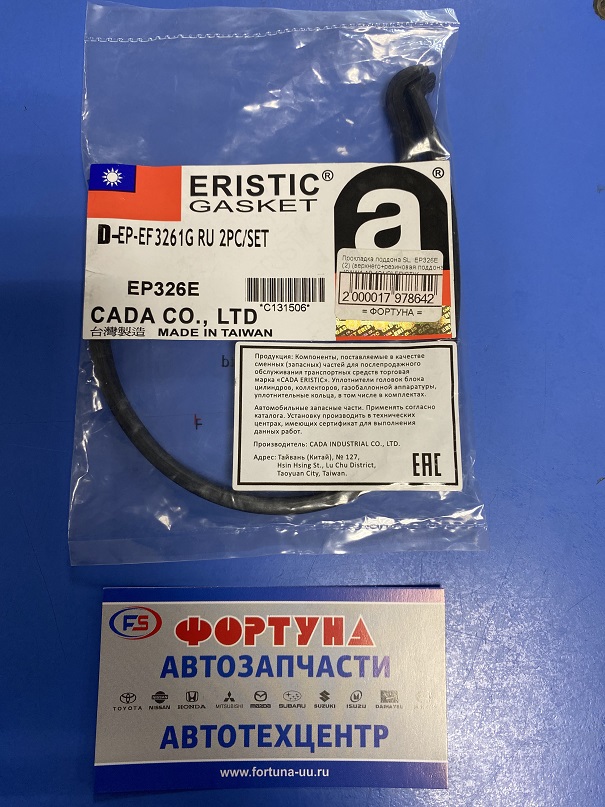 ERISTIC®
GASKET
D-EP-EF3261G RU 2PC/SET
EP326E
*C131506*
CADA CO., LTD
台灣製造 MADE IN TAIWAN
a
®
Прокладка поддона SL. EP326E
(2) (верхнего+резиновая поддона
2 000017 978642
= ФОРТУНА =
Продукция: Компоненты, поставляемые в качестве
сменных (запасных) частей для послепродажного
обслуживания транспортных средств торговая
марка «CADA ERISTIC». Уплотнители головок блока
цилиндров, коллекторов, газобаллонной аппаратуры,
уплотнительные кольца, в том числе в комплектах.
Автомобильные запасные части. Применять согласно
каталога. Установку производить в технических
центрах, имеющих сертификат для выполнения
данных работ.
Производитель: CADA INDUSTRIAL CO., LTD.
Адрес: Тайвань (Китай), № 127,
Hsin Hsing St., Lu Chu District,
Taoyuan City, Taiwan.
EAC
FS ФОРТУНА
АВТОЗАПЧАСТИ
TOYOTA NISSAN HONDA MITSUBISHI MAZDA SUBARU SUZUKI ISUZU DAIHATSU
АВТОТЕХЦЕНТР
www.fortuna-uu.ru